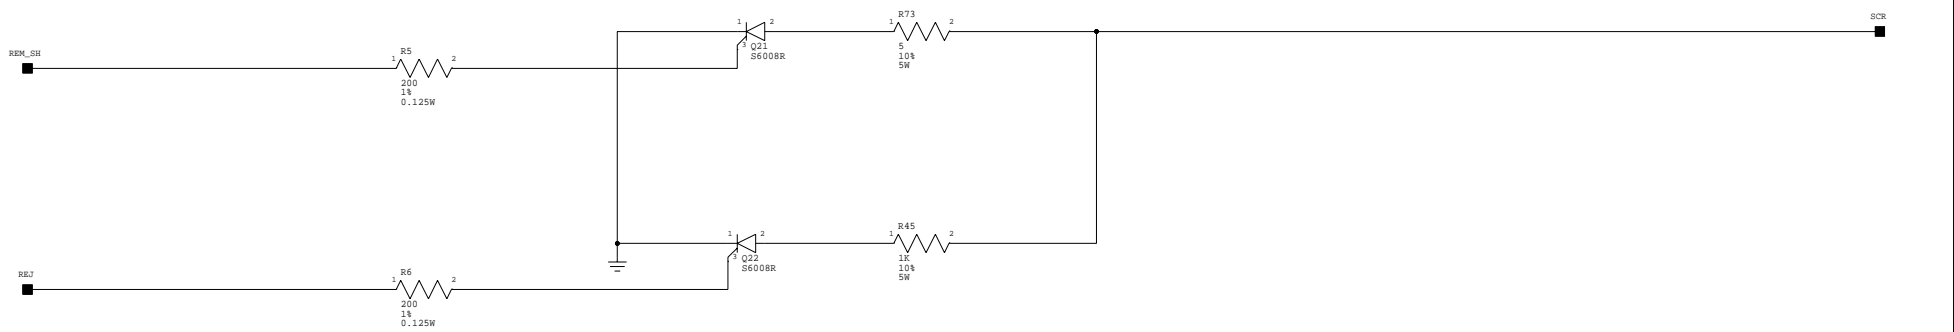 R73
1 2
1 2
SCR
3 Q21
S6008R
5
10%
5W
REM_SH
R5
1 2
200
1%
0.125W
R45
1 2
1 2
3 Q22
S6008R
1K
10%
5W
REJ
R6
1 2
200
1%
0.125W